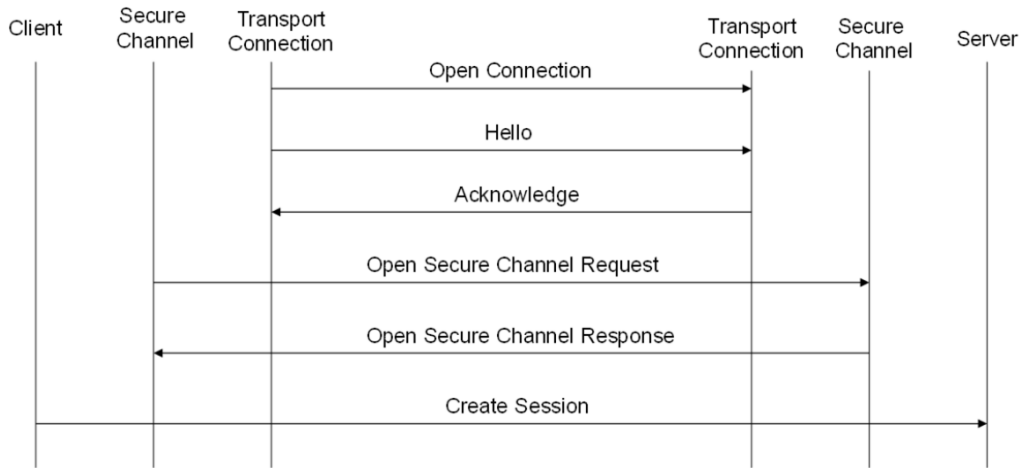 Client
Secure
Channel
Transport
Connection
Transport
Connection
Secure
Channel
Server
Open Connection
Hello
Acknowledge
Open Secure Channel Request
Open Secure Channel Response
Create Session